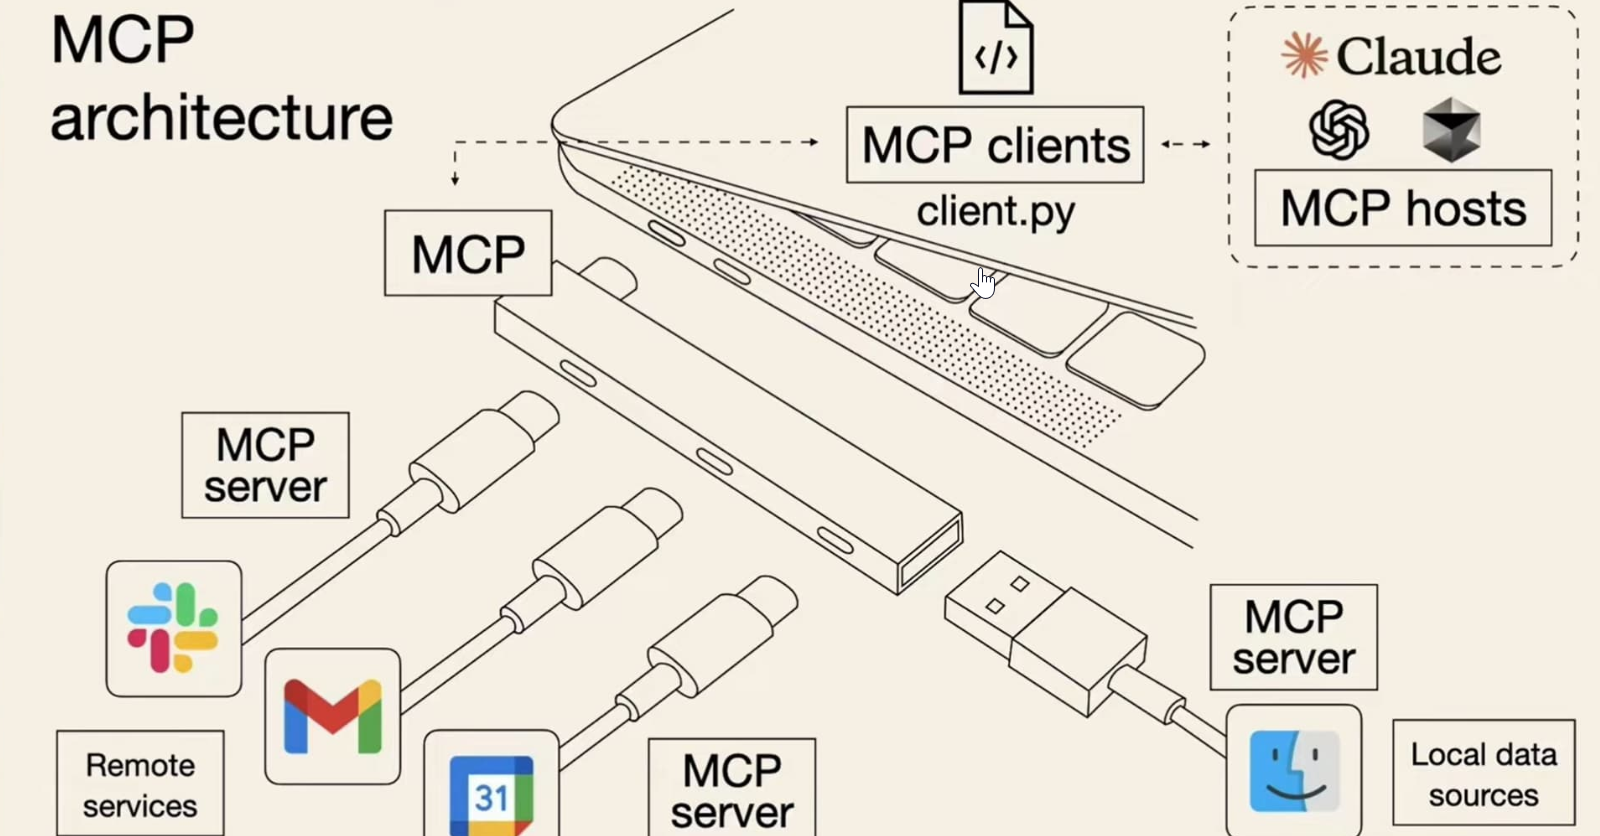 MCP
architecture
</>
MCP clients
client.py
Claude
MCP hosts
MCP
MCP
server
Remote
services
31
MCP
server
MCP
server
Local data
sources